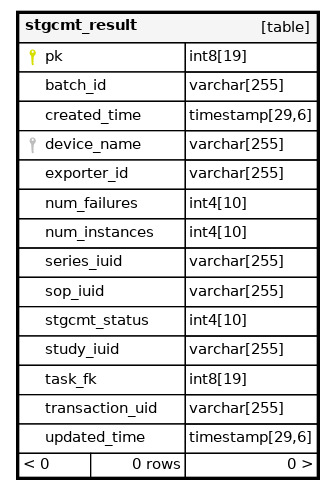 stgcmt_result [table]
pk int8[19]
batch_id varchar[255]
created_time timestamp[29,6]
device_name varchar[255]
exporter_id varchar[255]
num_failures int4[10]
num_instances int4[10]
series_iuid varchar[255]
sop_iuid varchar[255]
stgcmt_status int4[10]
study_iuid varchar[255]
task_fk int8[19]
transaction_uid varchar[255]
updated_time timestamp[29,6]
< 0 0 rows 0 >